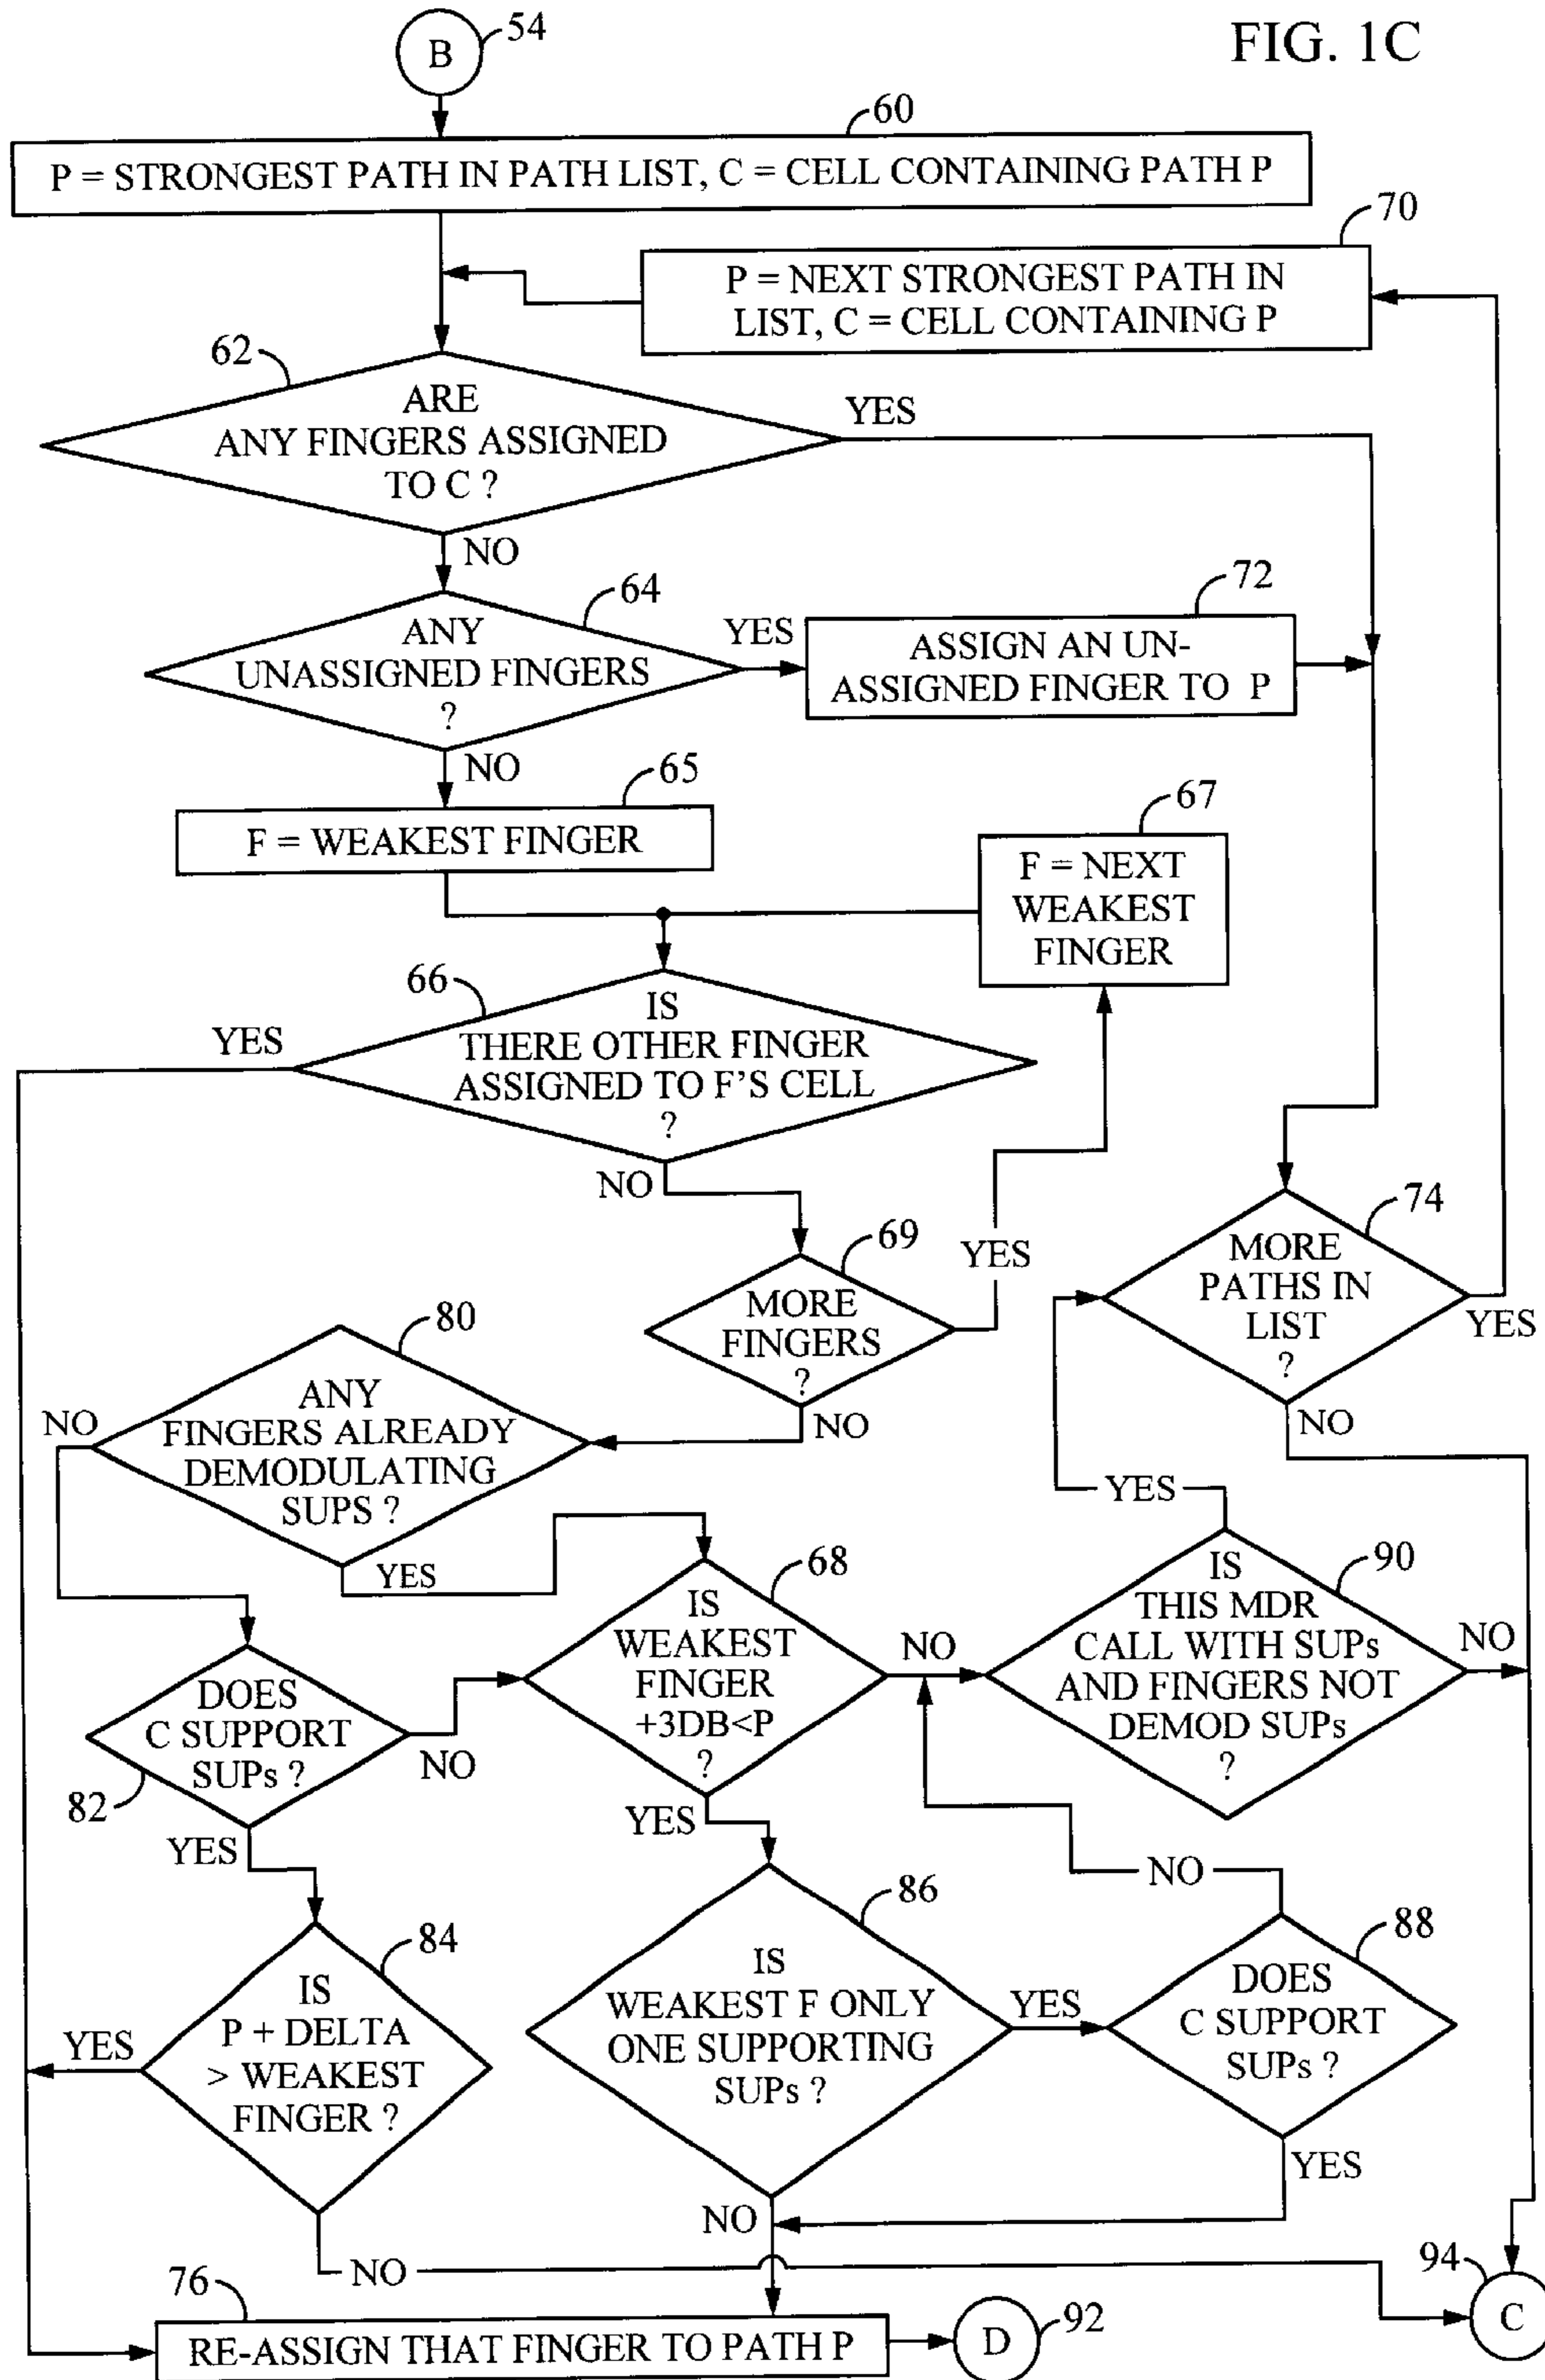 FIG. 1C
B
54
60
P = STRONGEST PATH IN PATH LIST, C = CELL CONTAINING PATH P
70
P = NEXT STRONGEST PATH IN
LIST, C = CELL CONTAINING P
62
ARE
ANY FINGERS ASSIGNED
TO C ?
YES
NO
64
ANY
UNASSIGNED FINGERS
?
YES
72
ASSIGN AN UN-
ASSIGNED FINGER TO P
NO
65
F = WEAKEST FINGER
67
F = NEXT
WEAKEST
FINGER
66
YES
IS
THERE OTHER FINGER
ASSIGNED TO F'S CELL
?
NO
69
MORE
FINGERS
?
YES
NO
74
MORE
PATHS IN
LIST
?
YES
NO
80
NO
ANY
FINGERS ALREADY
DEMODULATING
SUPS ?
YES
68
IS
WEAKEST
FINGER
+3DB<P
?
NO
YES
90
YES
IS
THIS MDR
CALL WITH SUPs
AND FINGERS NOT
DEMOD SUPs
?
NO
DOES
C SUPPORT
SUPs ?
82
NO
YES
84
IS
P + DELTA
> WEAKEST
FINGER ?
YES
NO
86
IS
WEAKEST F ONLY
ONE SUPPORTING
SUPs ?
YES
NO
88
NO
DOES
C SUPPORT
SUPs ?
YES
76
RE-ASSIGN THAT FINGER TO PATH P
D
92
94
C